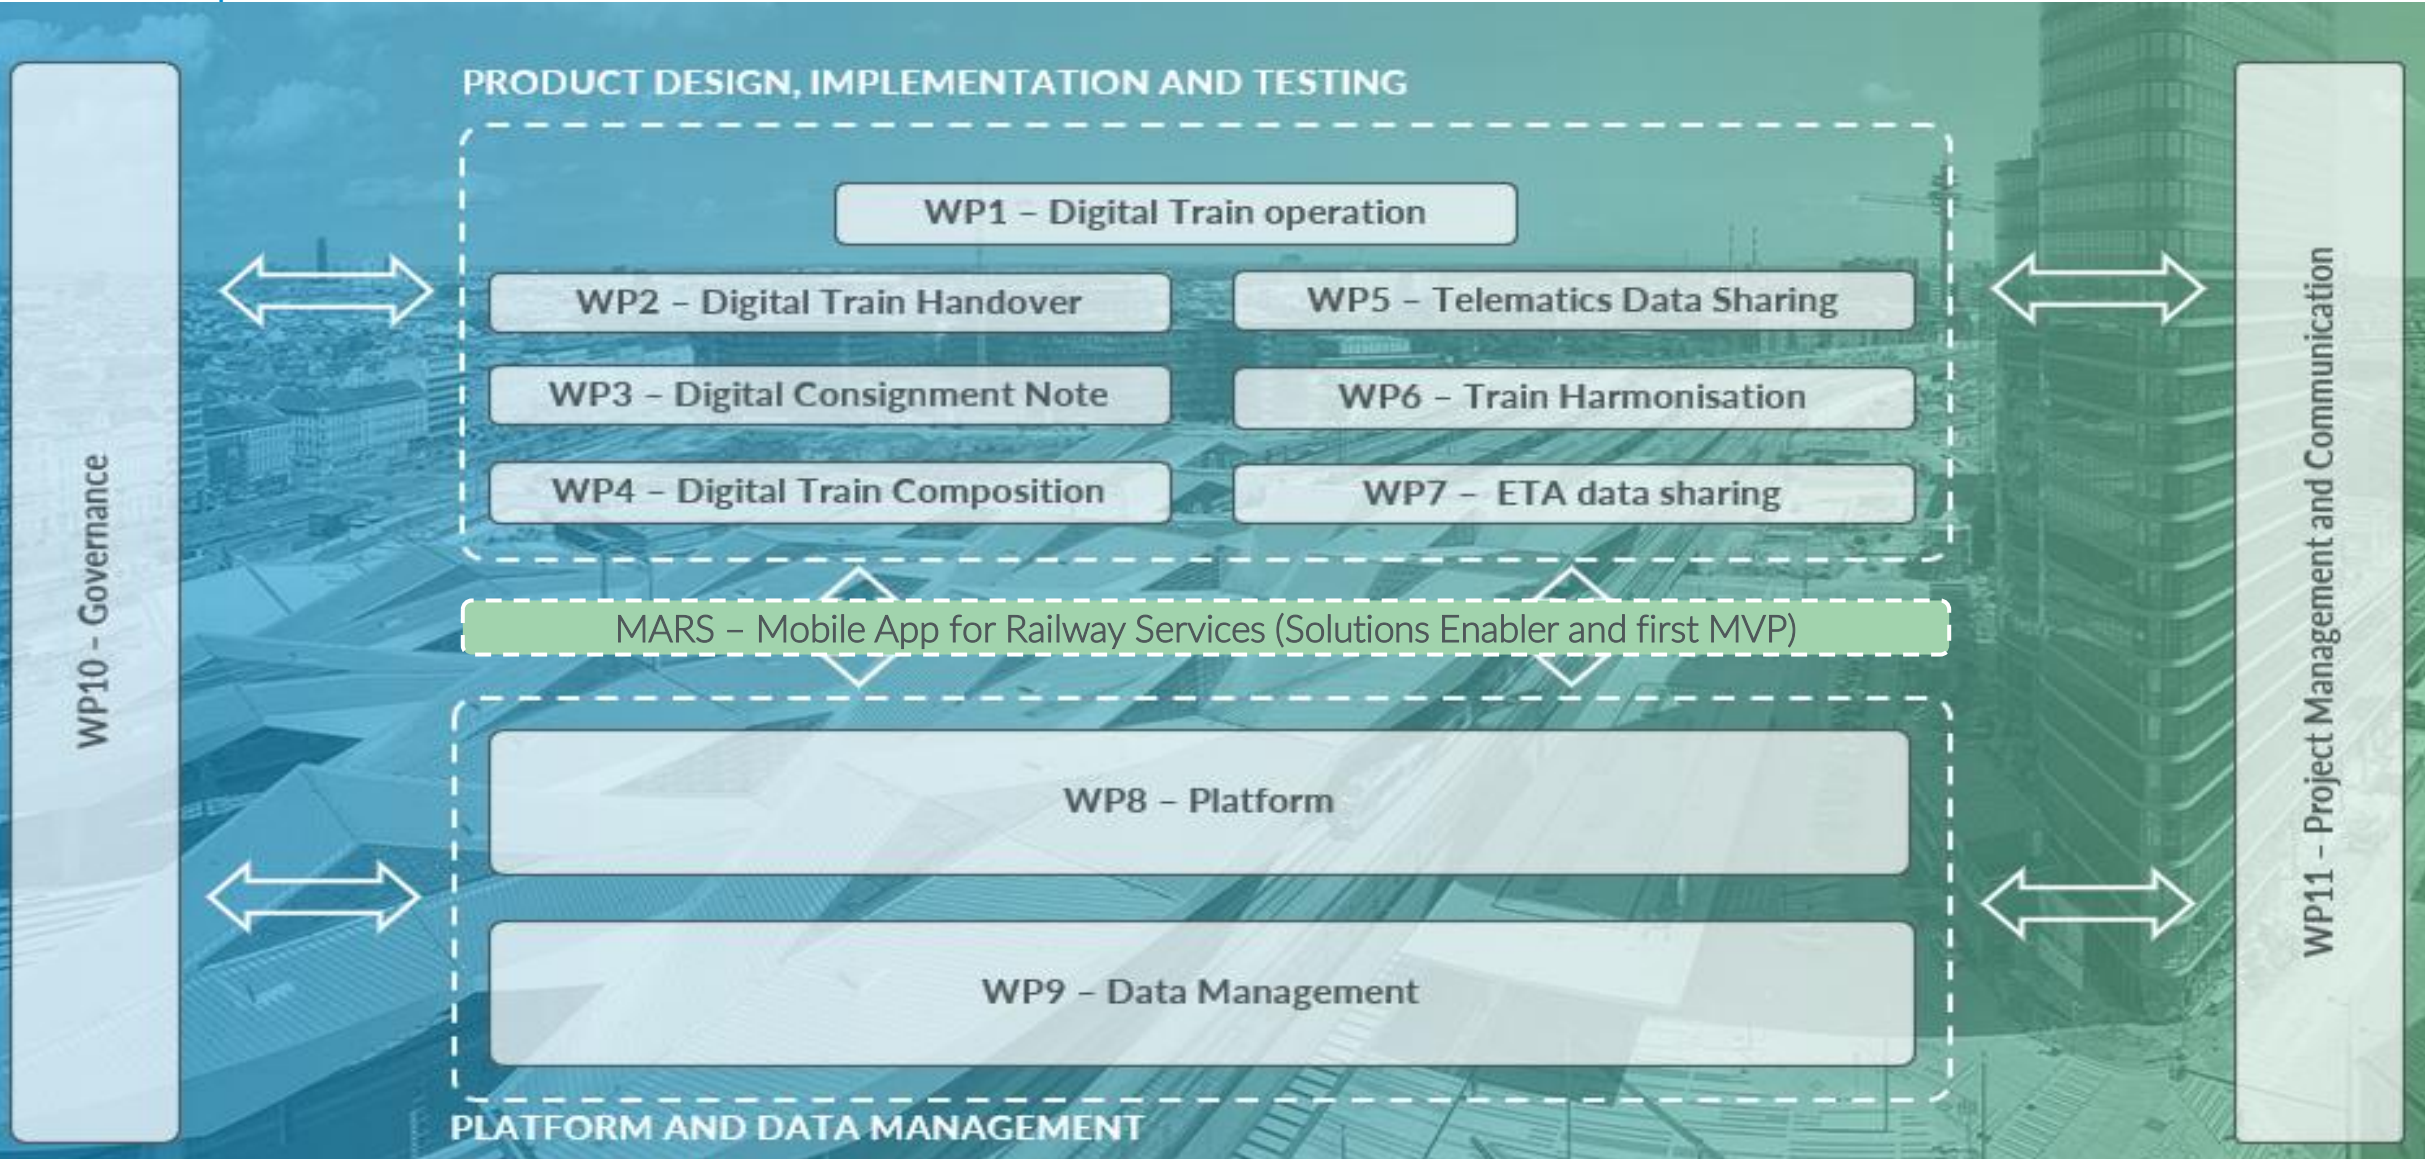 PRODUCT DESIGN, IMPLEMENTATION AND TESTING
WP1 – Digital Train operation
WP2 – Digital Train Handover
WP5 – Telematics Data Sharing
WP3 – Digital Consignment Note
WP6 – Train Harmonisation
WP4 – Digital Train Composition
WP7 – ETA data sharing
WP10 – Governance
WP11 – Project Management and Communication
MARS – Mobile App for Railway Services (Solutions Enabler and first MVP)
WP8 – Platform
WP9 – Data Management
PLATFORM AND DATA MANAGEMENT